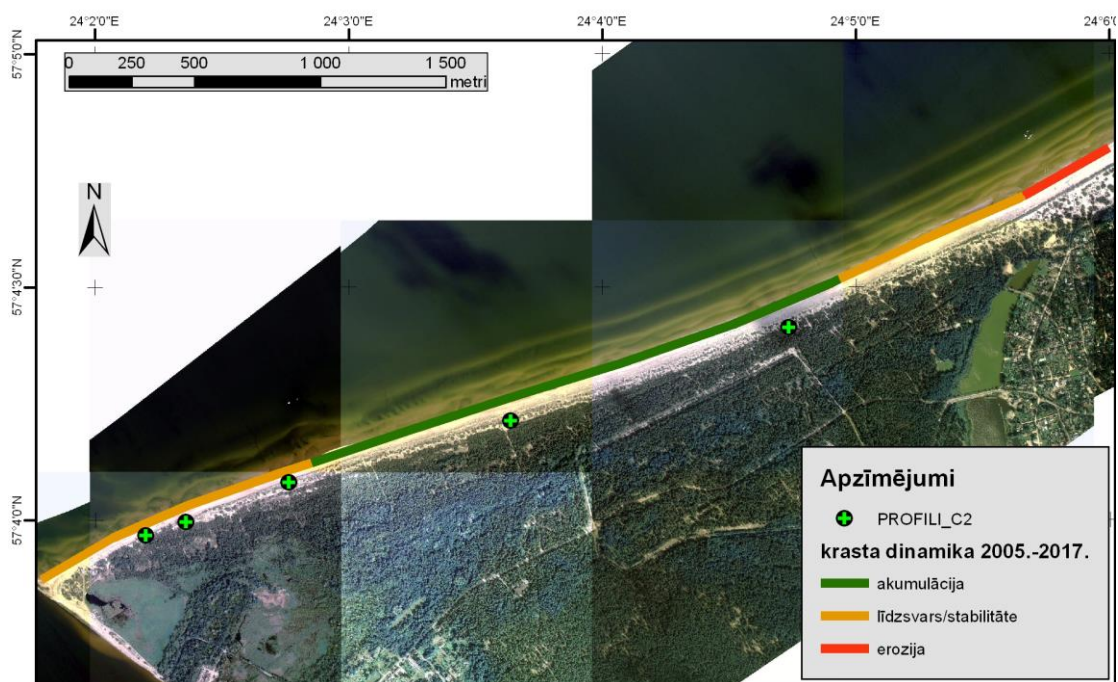 24°2'0"E 24°3'0"E 24°4'0"E 24°5'0"E 24°6'0"E
57°5'0"N
0 250 500 1 000 1 500
metri
N
57°4'30"N
57°4'0"N
Apzīmējumi
PROFILI_C2
krasta dinamika 2005.-2017.
akumulācija
līdzsvars/stabilitāte
erozija